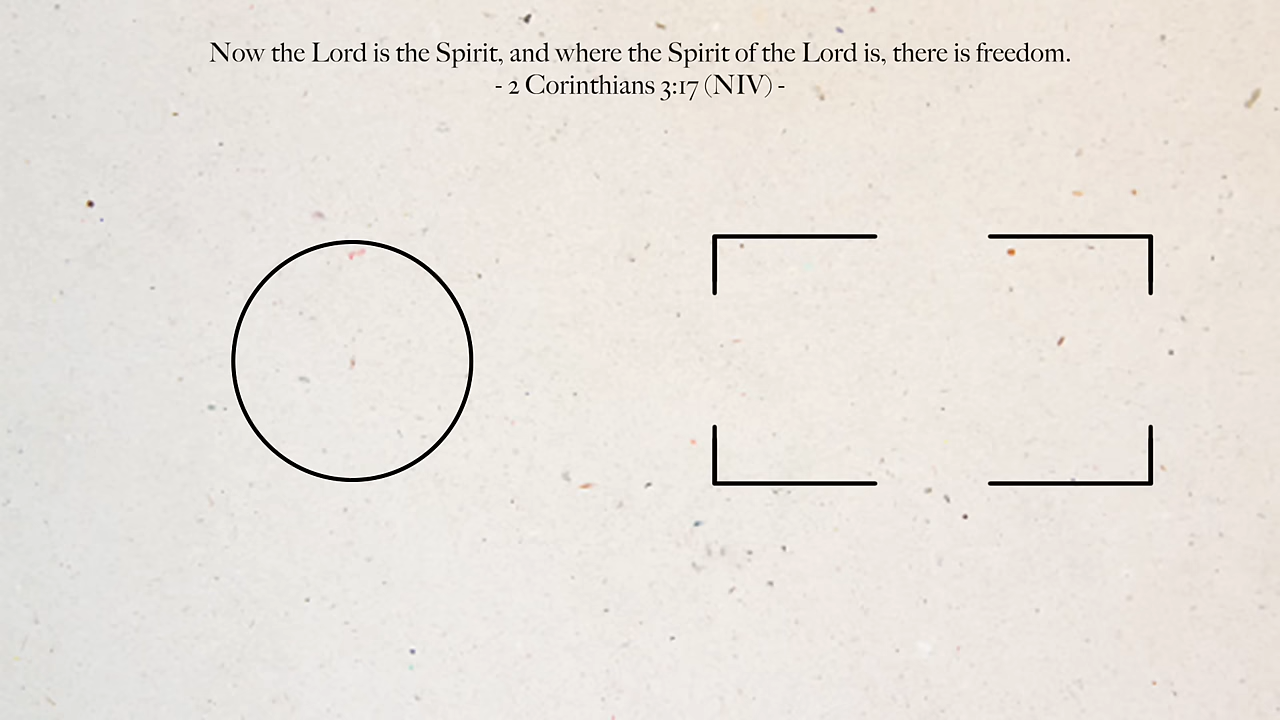 Now the Lord is the Spirit, and where the Spirit of the Lord is, there is freedom.
- 2 Corinthians 3:17 (NIV) -